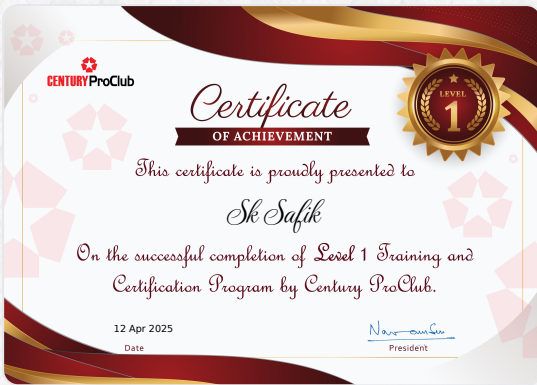 CENTURY ProClub
Certificate
OF ACHIEVEMENT
LEVEL
1
This certificate is proudly presented to
Sk Safik
On the successful completion of Level 1 Training and
Certification Program by Century ProClub.
12 Apr 2025
Date
President